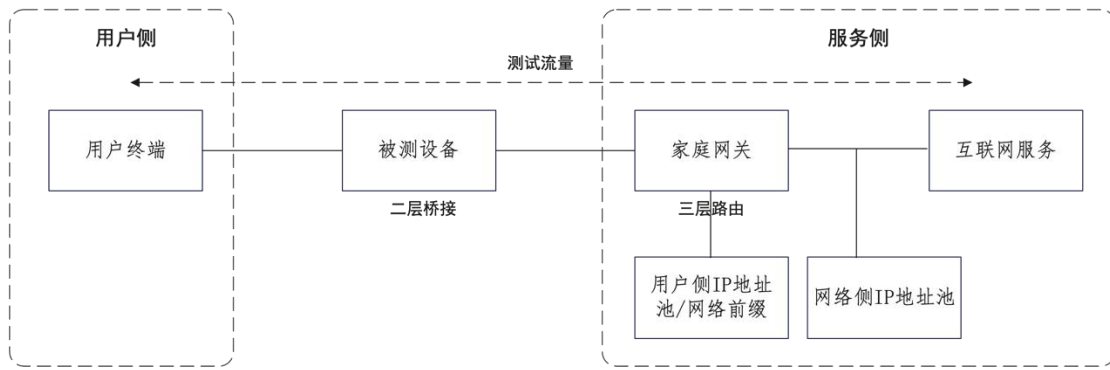 用户侧
服务侧
测试流量
用户终端
被测设备
家庭网关
互联网服务
二层桥接
三层路由
用户侧IP地址
池/网络前缀
网络侧IP地址池